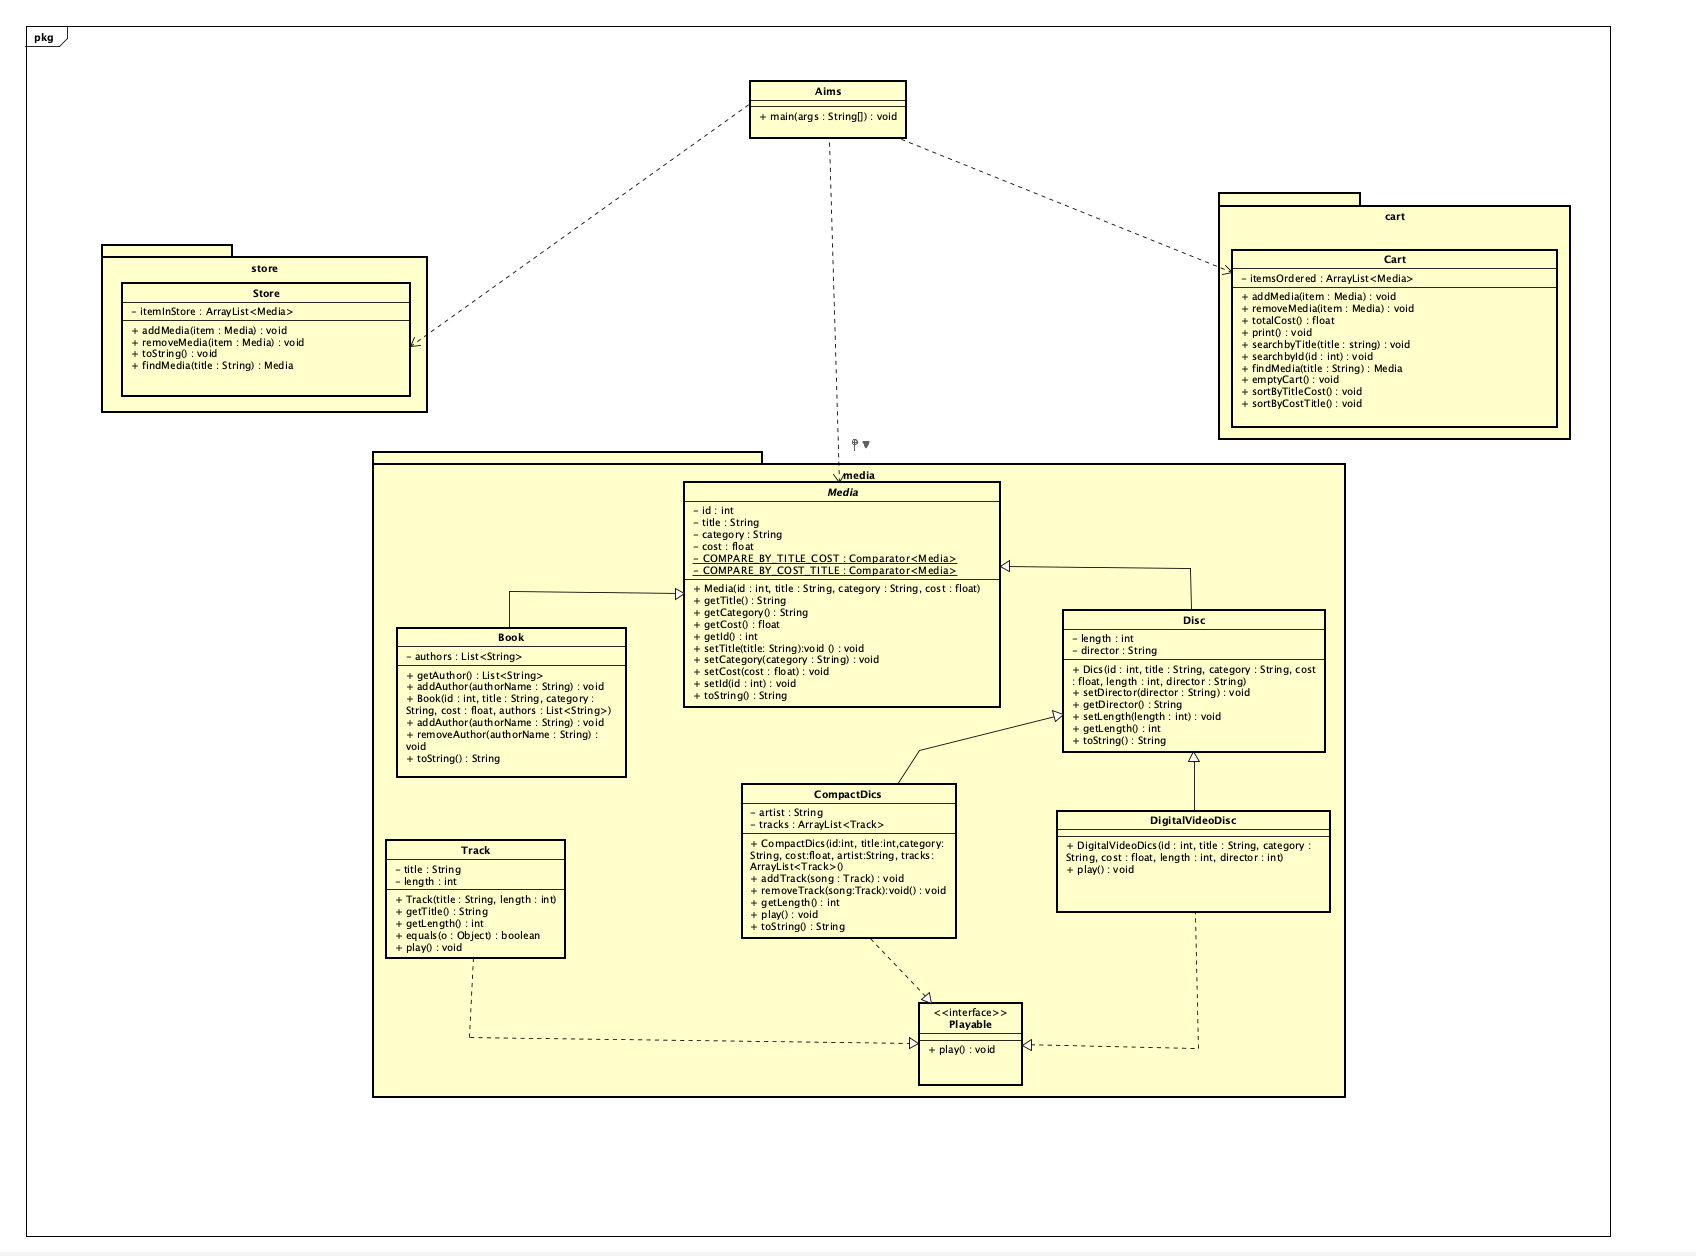 pkg
Aims
+ main(args : String[]) : void
cart
Cart
- itemsOrdered : ArrayList<Media>
+ addMedia(item : Media) : void
+ removeMedia(item : Media) : void
+ totalCost() : float
+ print() : void
+ searchbyTitle(title : string) : void
+ searchbyId(id : int) : void
+ findMedia(title : String) : Media
+ emptyCart() : void
+ sortByTitleCost() : void
+ sortByCostTitle() : void
store
Store
- itemInStore : ArrayList<Media>
+ addMedia(item : Media) : void
+ removeMedia(item : Media) : void
+ toString() : void
+ findMedia(title : String) : Media
media
Media
- id : int
- title : String
- category : String
- cost : float
- COMPARE_BY_TITLE_COST : Comparator<Media>
- COMPARE_BY_COST_TITLE : Comparator<Media>
+ Media(id : int, title : String, category : String, cost : float)
+ getTitle() : String
+ getCategory() : String
+ getCost() : float
+ getId() : int
+ setTitle(title: String):void () : void
+ setCategory(category : String) : void
+ setCost(cost : float) : void
+ setId(id : int) : void
+ toString() : String
Book
- authors : List<String>
+ getAuthor() : List<String>
+ addAuthor(authorName : String) : void
+ Book(id : int, title : String, category :
String, cost : float, authors : List<String>)
+ addAuthor(authorName : String) : void
+ removeAuthor(authorName : String) :
void
+ toString() : String
Disc
- length : int
- director : String
+ Dics(id : int, title : String, category : String, cost
: float, length : int, director : String)
+ setDirector(director : String) : void
+ getDirector() : String
+ setLength(length : int) : void
+ getLength() : int
+ toString() : String
CompactDics
- artist : String
- tracks : ArrayList<Track>
+ CompactDics(id:int, title:int,category:
String, cost:float, artist:String, tracks:
ArrayList<Track>()
+ addTrack(song : Track) : void
+ removeTrack(song:Track):void() : void
+ getLength() : int
+ play() : void
+ toString() : String
DigitalVideoDisc
+ DigitalVideoDics(id : int, title : String, category :
String, cost : float, length : int, director : int)
+ play() : void
Track
- title : String
- length : int
+ Track(title : String, length : int)
+ getTitle() : String
+ getLength() : int
+ equals(o : Object) : boolean
+ play() : void
<<interface>>
Playable
+ play() : void